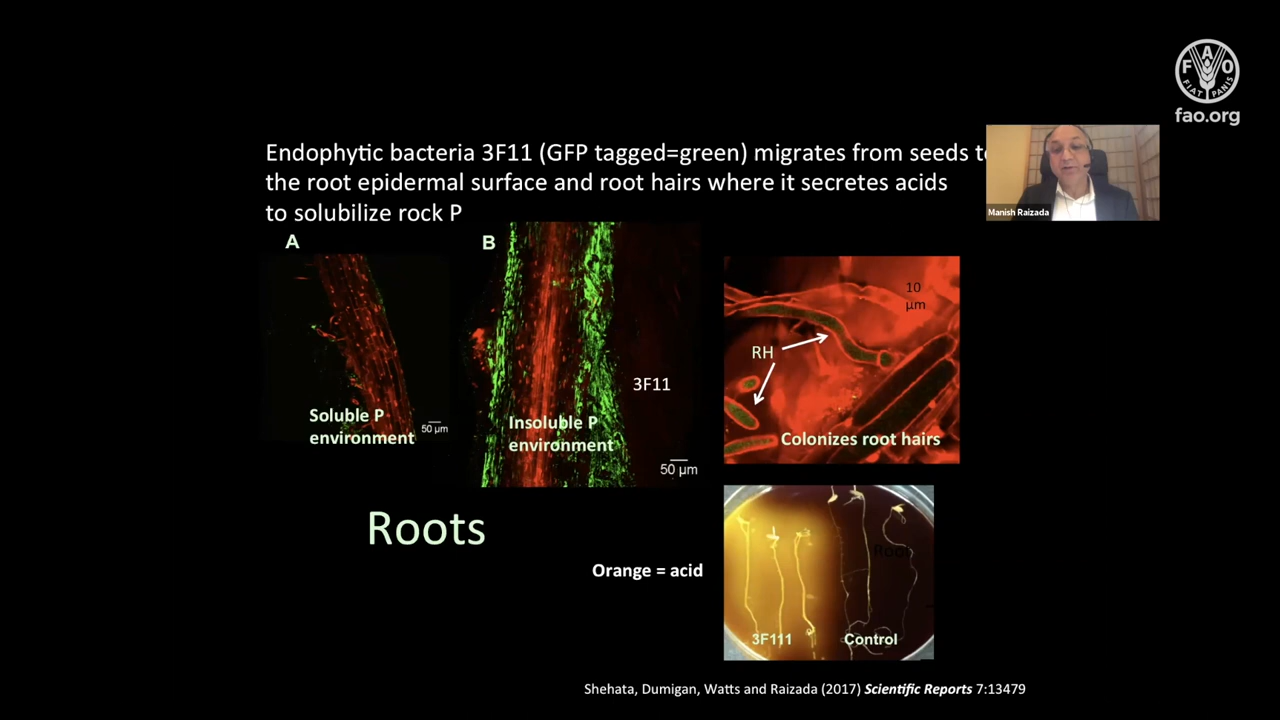 F A O
FIAT PANIS
fao.org
Endophytic bacteria 3F11 (GFP tagged=green) migrates from seeds to
the root epidermal surface and root hairs where it secretes acids
to solubilize rock P
Manish Raizada
A
B
10
µm
RH
3F11
Soluble P
environment
50 µm
Insoluble P
environment
50 µm
Colonizes root hairs
Roots
Root
Orange = acid
3F111
Control
Shehata, Dumigan, Watts and Raizada (2017) Scientific Reports 7:13479